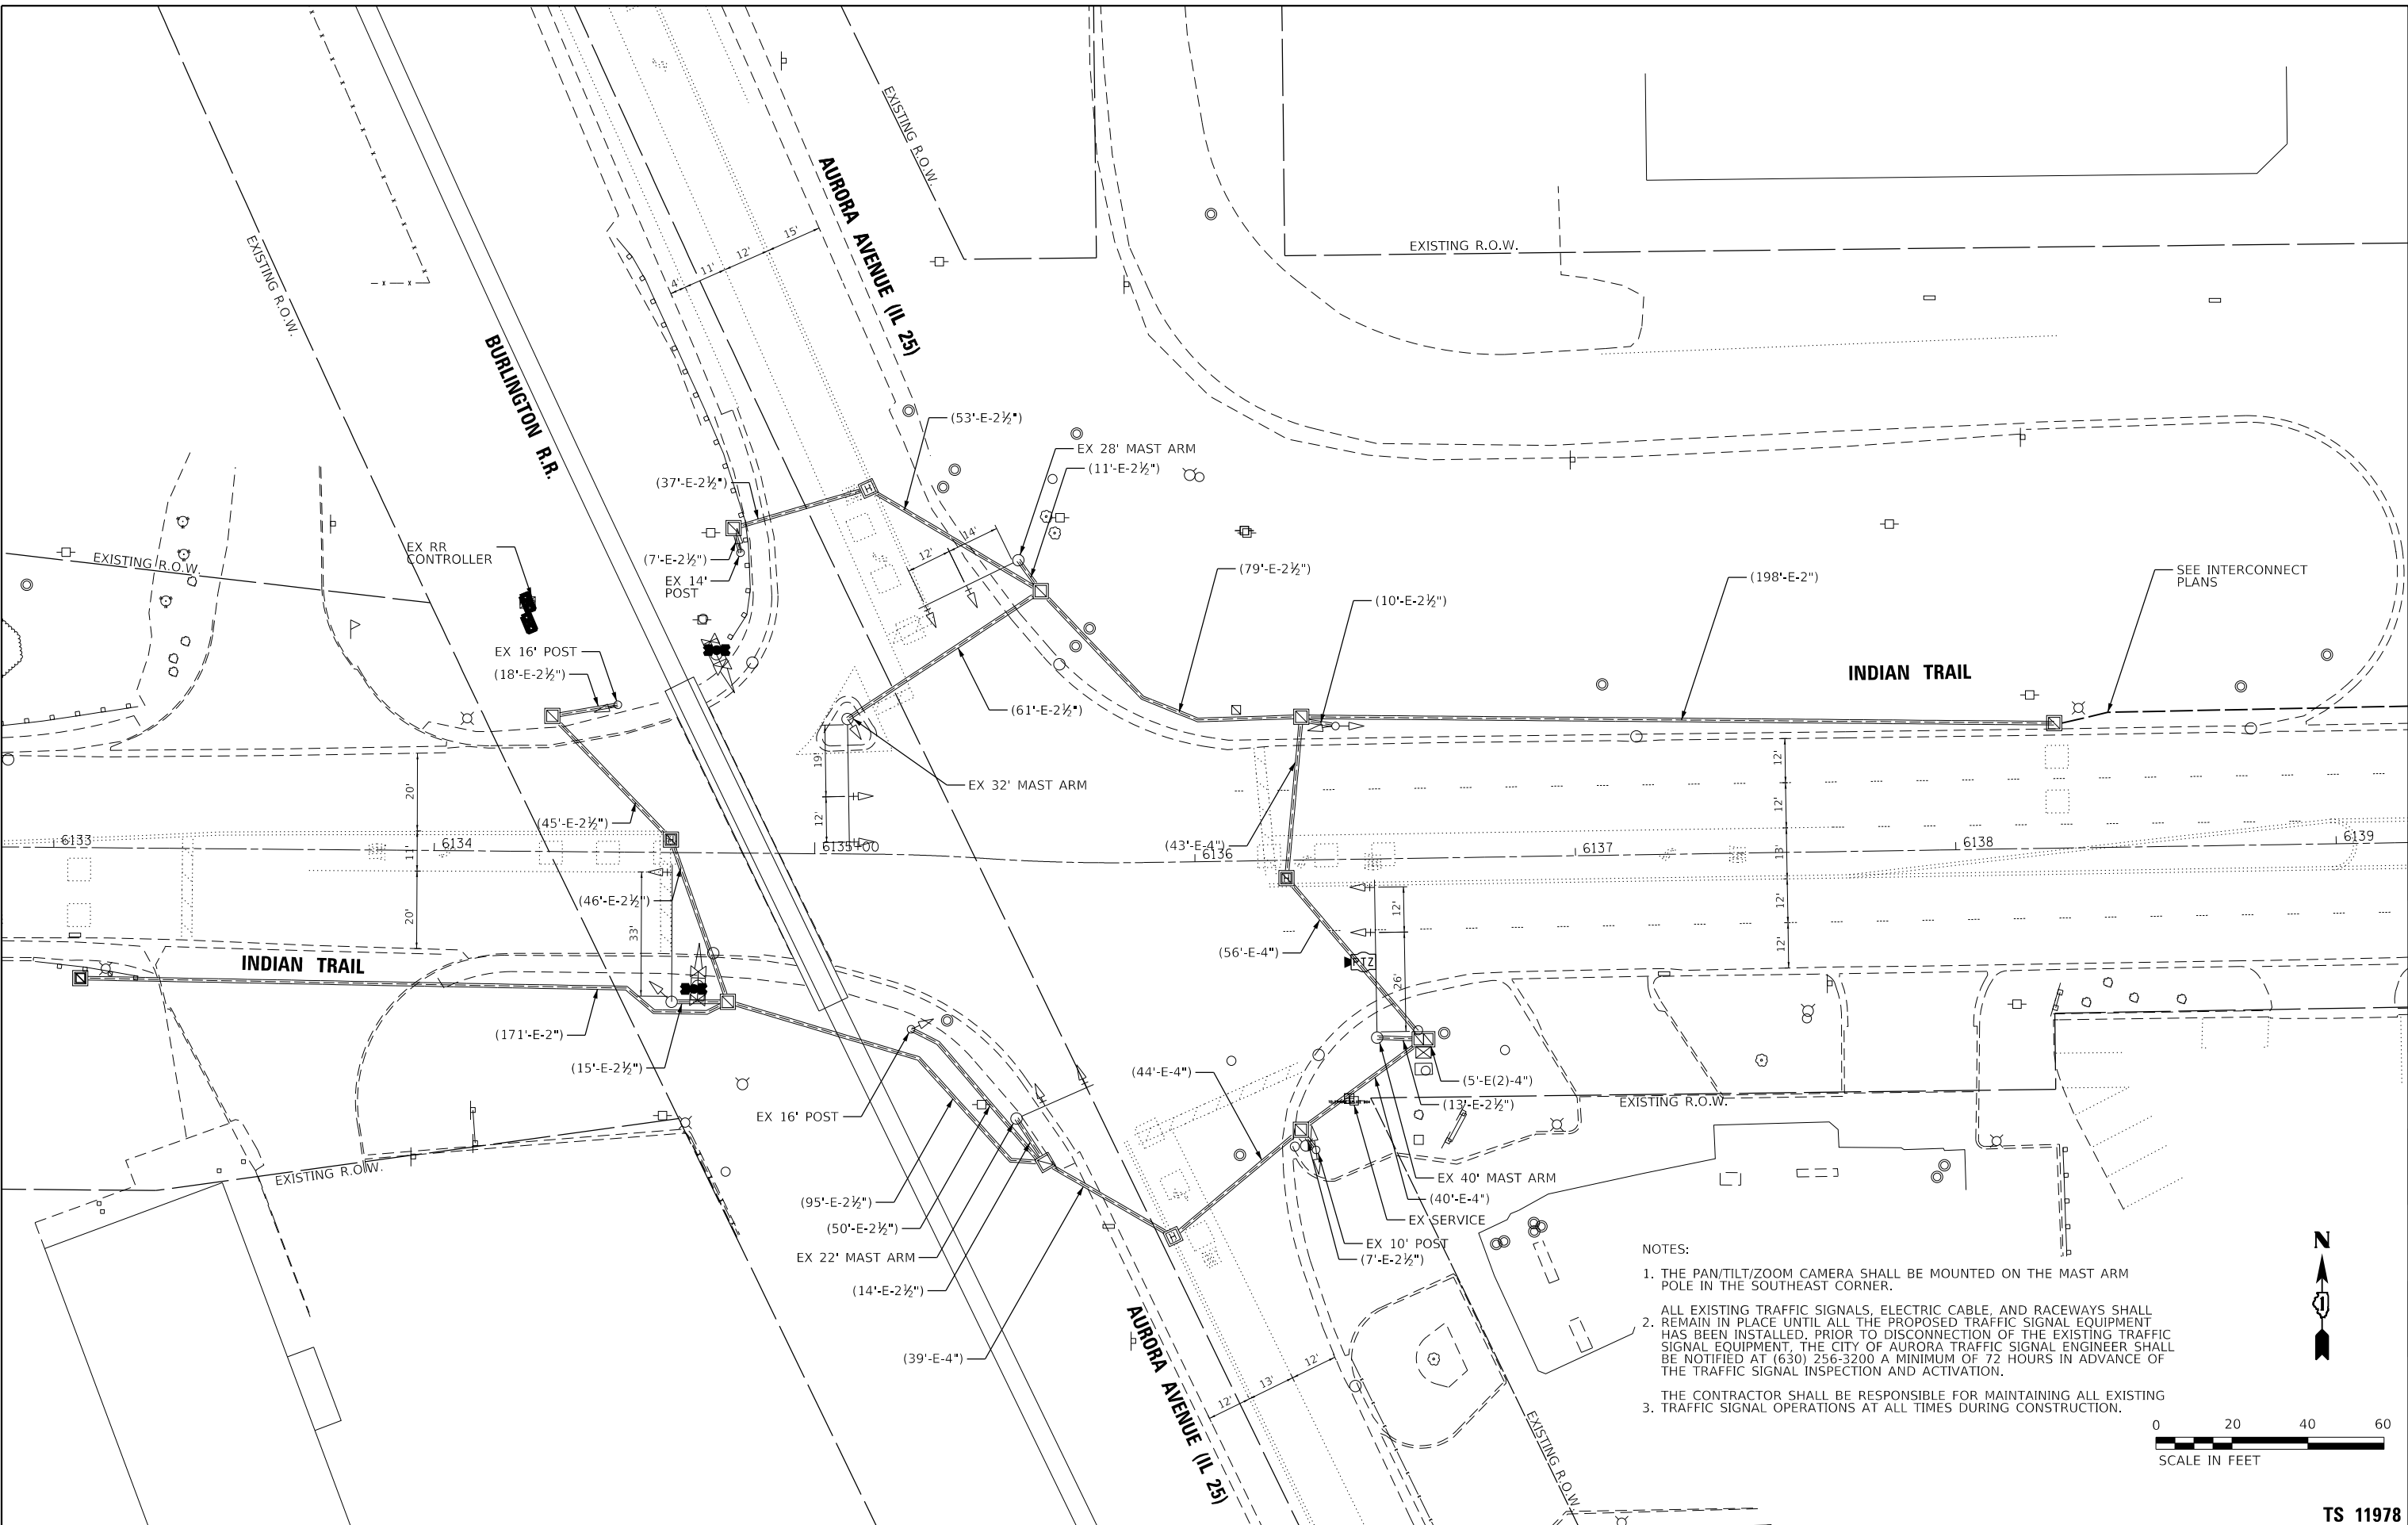 EXISTING R.O.W.
EXISTING R.O.W.
BURLINGTON R.R.
AURORA AVENUE (IL 25)
4'
11'
12'
15'
EXISTING R.O.W.
(53'-E-2½")
EX 28' MAST ARM
(11'-E-2½")
(37'-E-2½")
H
12'
14'
EX RR
CONTROLLER
EXISTING R.O.W.
(7'-E-2½")
EX 14'
POST
(79'-E-2½")
(198'-E-2")
(10'-E-2½")
SEE INTERCONNECT
PLANS
EX 16' POST
(18'-E-2½")
INDIAN TRAIL
(61'-E-2½")
EX 32' MAST ARM
19'
12'
20'
11'
20'
(45'-E-2½")
6133
6134
6135+00
6136
6137
6138
6139
(43'-E-4")
H
12'
12'
13'
12'
12'
(46'-E-2½")
33'
12'
26'
(56'-E-4")
PTZ
INDIAN TRAIL
(171'-E-2")
(15'-E-2½")
(44'-E-4")
(5'-E(2)-4")
(13'-E-2½")
EXISTING R.O.W.
EX 16' POST
EXISTING R.O.W.
EX 40' MAST ARM
(40'-E-4")
(95'-E-2½")
(50'-E-2½")
EX SERVICE
H
EX 22' MAST ARM
EX 10' POST
(7'-E-2½")
(14'-E-2½")
(39'-E-4")
AURORA AVENUE (IL 25)
12'
13'
12'
EXISTING R.O.W.
NOTES:
1. THE PAN/TILT/ZOOM CAMERA SHALL BE MOUNTED ON THE MAST ARM
POLE IN THE SOUTHEAST CORNER.
ALL EXISTING TRAFFIC SIGNALS, ELECTRIC CABLE, AND RACEWAYS SHALL
2. REMAIN IN PLACE UNTIL ALL THE PROPOSED TRAFFIC SIGNAL EQUIPMENT
HAS BEEN INSTALLED. PRIOR TO DISCONNECTION OF THE EXISTING TRAFFIC
SIGNAL EQUIPMENT, THE CITY OF AURORA TRAFFIC SIGNAL ENGINEER SHALL
BE NOTIFIED AT (630) 256-3200 A MINIMUM OF 72 HOURS IN ADVANCE OF
THE TRAFFIC SIGNAL INSPECTION AND ACTIVATION.
THE CONTRACTOR SHALL BE RESPONSIBLE FOR MAINTAINING ALL EXISTING
3. TRAFFIC SIGNAL OPERATIONS AT ALL TIMES DURING CONSTRUCTION.
N
0 20 40 60
SCALE IN FEET
TS 11978